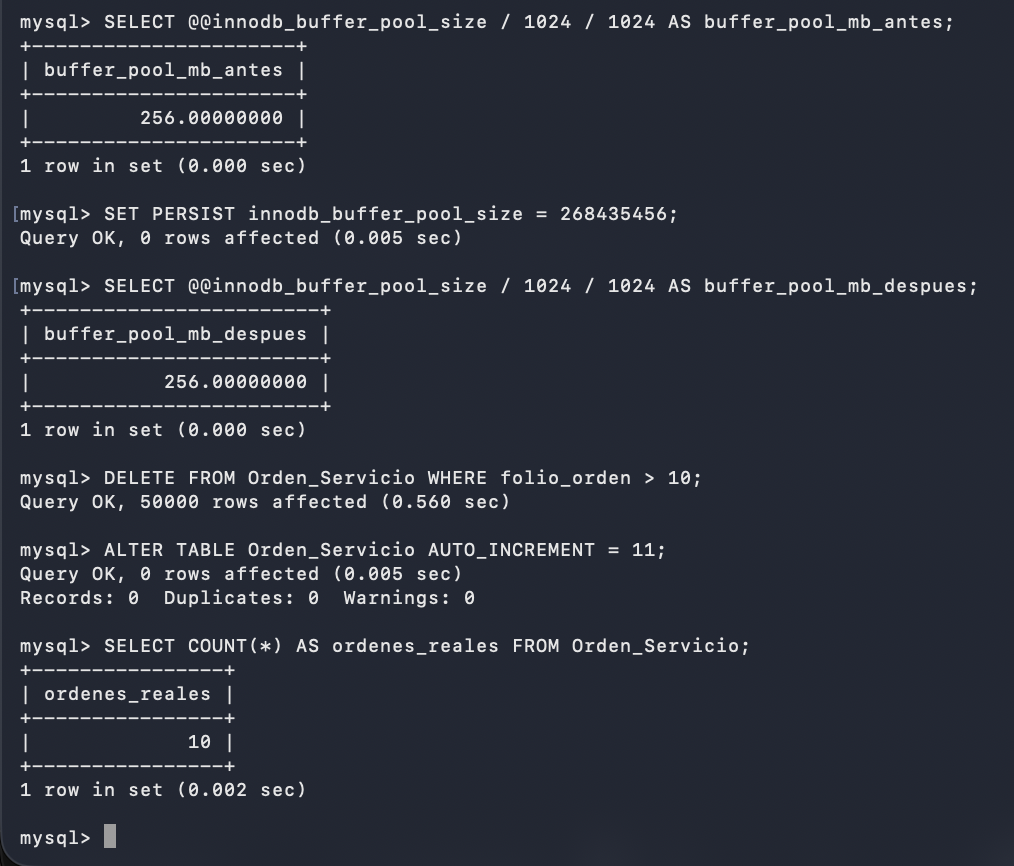 mysql> SELECT @@innodb_buffer_pool_size / 1024 / 1024 AS buffer_pool_mb_antes;
+----------------------+
| buffer_pool_mb_antes |
+----------------------+
|         256.00000000 |
+----------------------+
1 row in set (0.000 sec)

[mysql> SET PERSIST innodb_buffer_pool_size = 268435456;
Query OK, 0 rows affected (0.005 sec)

[mysql> SELECT @@innodb_buffer_pool_size / 1024 / 1024 AS buffer_pool_mb_despues;
+------------------------+
| buffer_pool_mb_despues |
+------------------------+
|           256.00000000 |
+------------------------+
1 row in set (0.000 sec)

mysql> DELETE FROM Orden_Servicio WHERE folio_orden > 10;
Query OK, 50000 rows affected (0.560 sec)

mysql> ALTER TABLE Orden_Servicio AUTO_INCREMENT = 11;
Query OK, 0 rows affected (0.005 sec)
Records: 0  Duplicates: 0  Warnings: 0

mysql> SELECT COUNT(*) AS ordenes_reales FROM Orden_Servicio;
+----------------+
| ordenes_reales |
+----------------+
|             10 |
+----------------+
1 row in set (0.002 sec)

mysql>